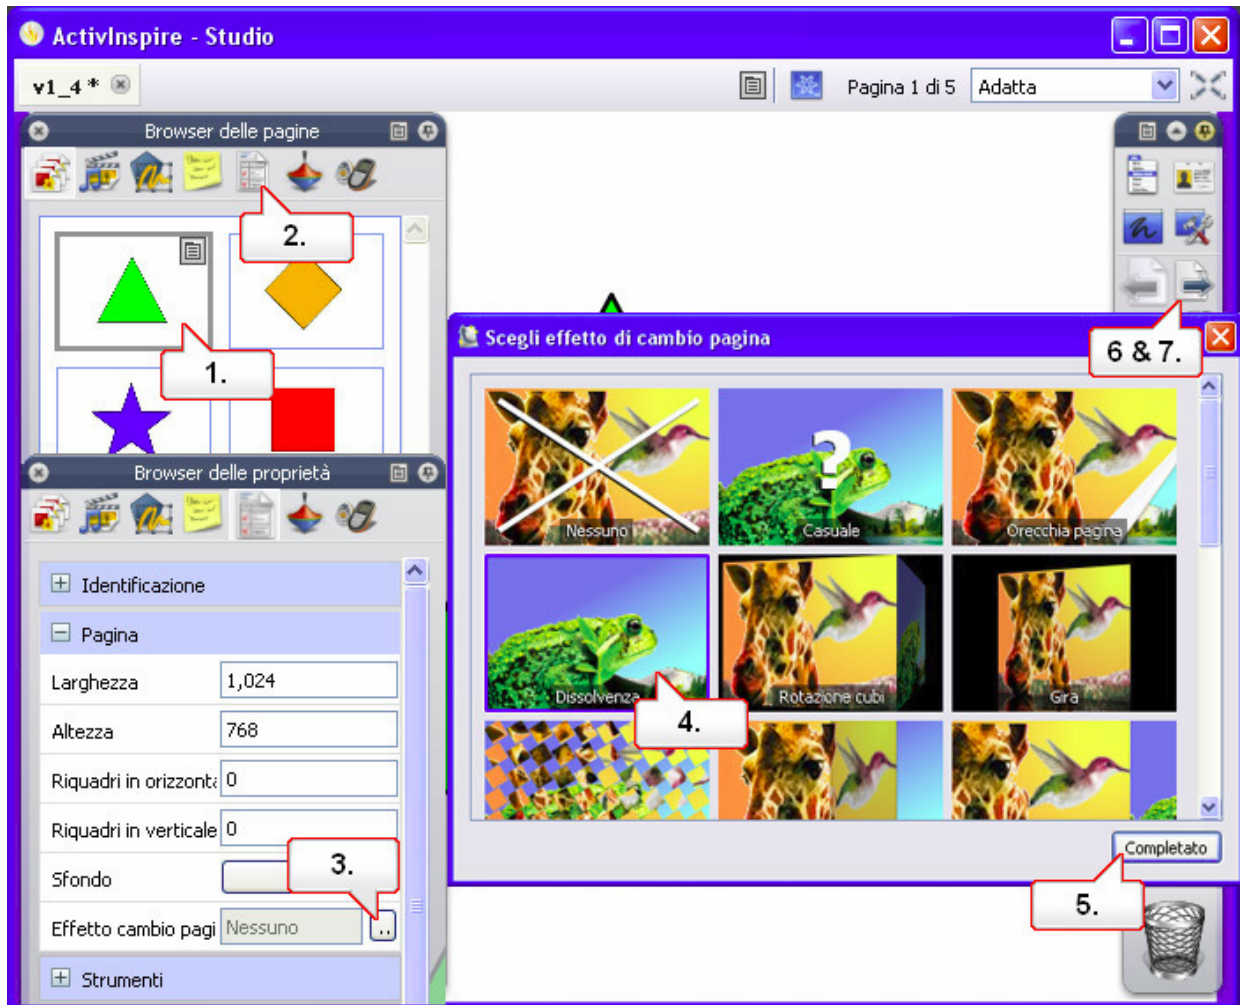 ActivInspire - Studio
v1_4 *
Pagina 1 di 5
Adatta
Browser delle pagine
2.
1.
6 & 7.
Scegli effetto di cambio pagina
Nessuno
Casuale
Orecchia pagina
Dissolvenza
Rotazione cubi
Gira
4.
Completato
5.
Browser delle proprietà
Identificazione
Pagina
Larghezza 1,024
Altezza 768
Riquadri in orizzonta 0
Riquadri in verticale 0
3.
Sfondo
Effetto cambio pagi Nessuno ..
Strumenti